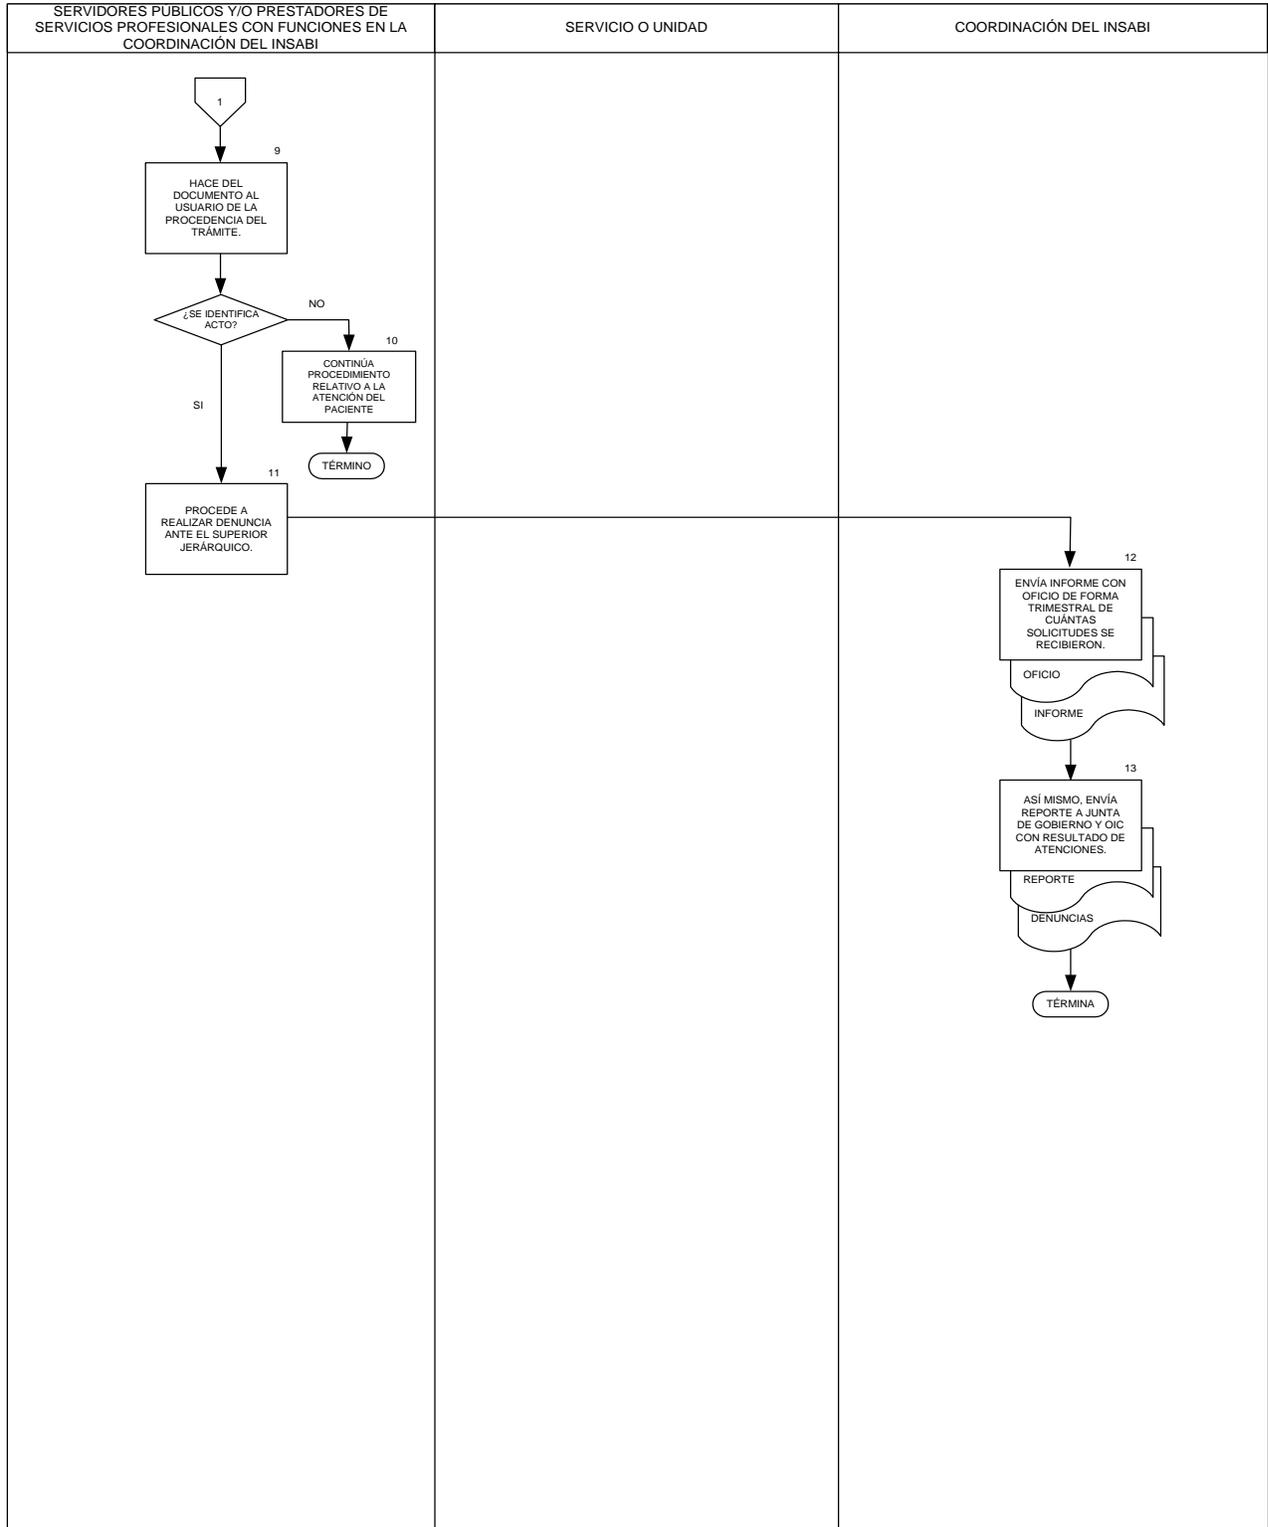 SERVIDORES PÚBLICOS Y/O PRESTADORES DE
SERVICIOS PROFESIONALES CON FUNCIONES EN LA
COORDINACIÓN DEL INSABI
SERVICIO O UNIDAD
COORDINACIÓN DEL INSABI
1
9
HACE DEL
DOCUMENTO AL
USUARIO DE LA
PROCEDENCIA DEL
TRÁMITE.
¿SE IDENTIFICA
ACTO?
NO
10
CONTINÚA
PROCEDIMIENTO
RELATIVO A LA
ATENCIÓN DEL
PACIENTE
TÉRMINO
SI
11
PROCEDE A
REALIZAR DENUNCIA
ANTE EL SUPERIOR
JERÁRQUICO.
12
ENVÍA INFORME CON
OFICIO DE FORMA
TRIMESTRAL DE
CUÁNTAS
SOLICITUDES SE
RECIBIERON.
OFICIO
INFORME
13
ASÍ MISMO, ENVÍA
REPORTE A JUNTA
DE GOBIERNO Y OIC
CON RESULTADO DE
ATENCIONES.
REPORTE
DENUNCIAS
TÉRMINA